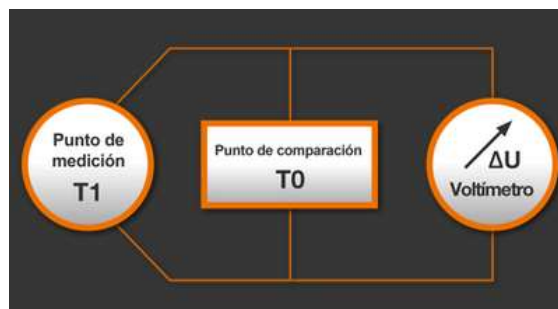 Punto de
medición
T1
Punto de comparación
T0
ΔU
Voltímetro